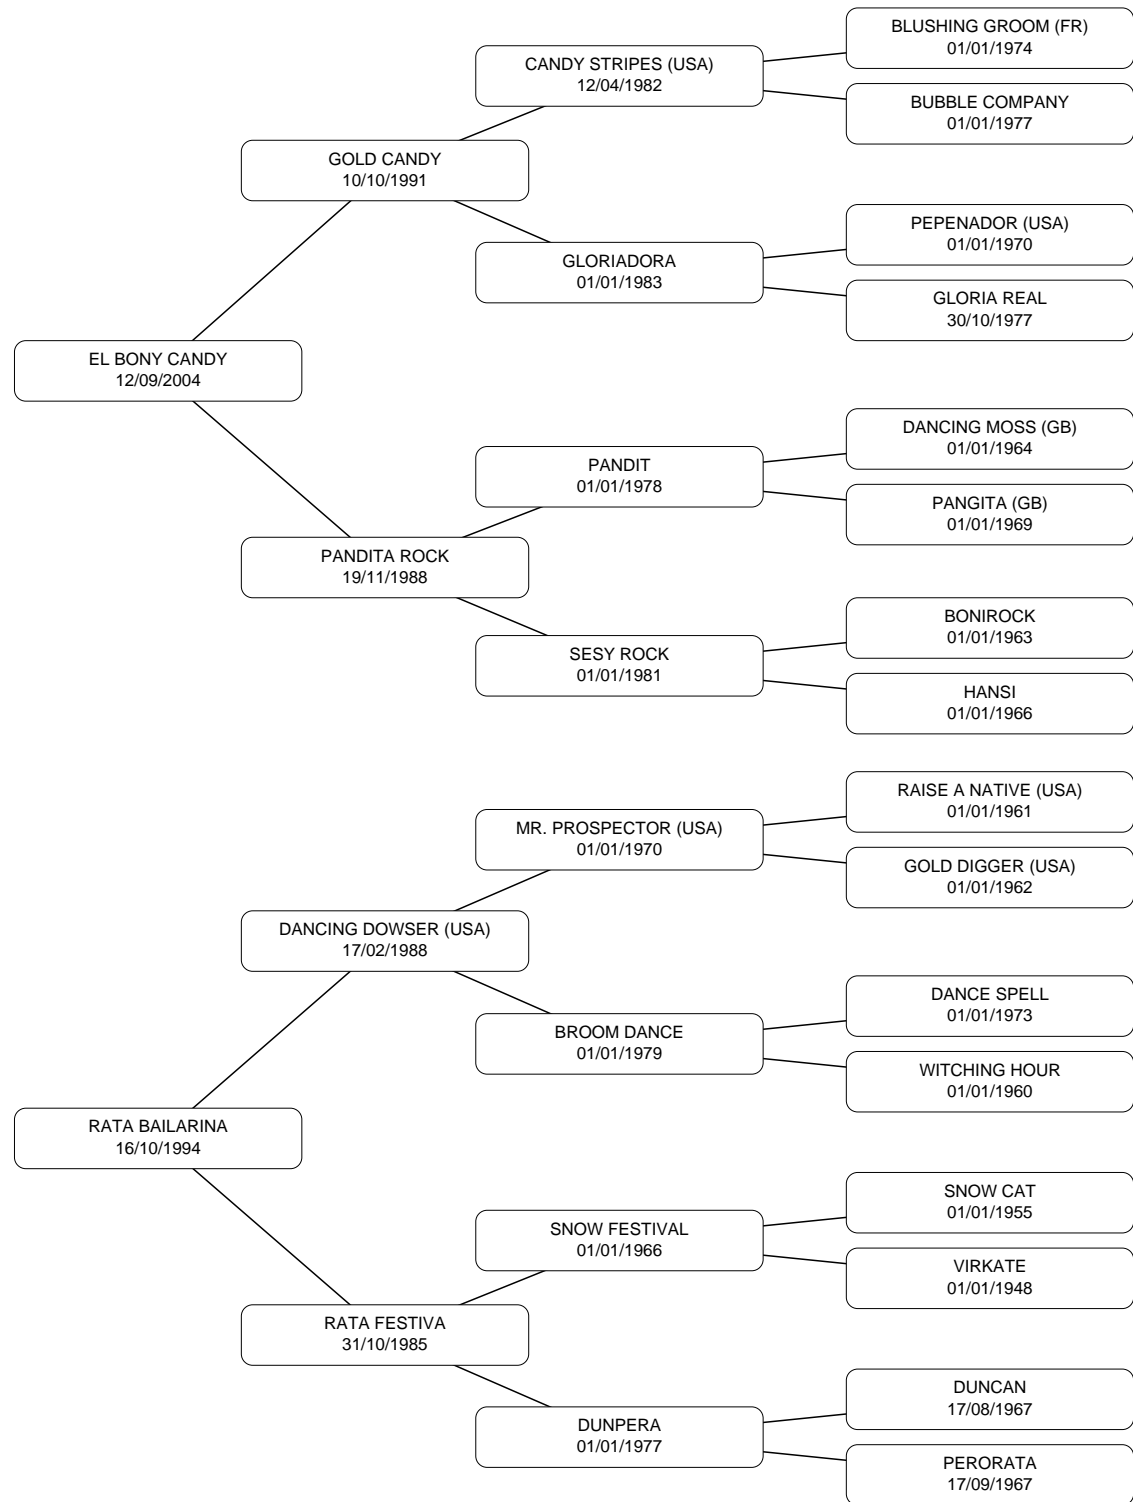 BLUSHING GROOM (FR)
01/01/1974
CANDY STRIPES (USA)
12/04/1982
BUBBLE COMPANY
01/01/1977
GOLD CANDY
10/10/1991
PEPENADOR (USA)
01/01/1970
GLORIADORA
01/01/1983
GLORIA REAL
30/10/1977
EL BONY CANDY
12/09/2004
DANCING MOSS (GB)
01/01/1964
PANDIT
01/01/1978
PANGITA (GB)
01/01/1969
PANDITA ROCK
19/11/1988
BONIROCK
01/01/1963
SESY ROCK
01/01/1981
HANSI
01/01/1966
RAISE A NATIVE (USA)
01/01/1961
MR. PROSPECTOR (USA)
01/01/1970
GOLD DIGGER (USA)
01/01/1962
DANCING DOWSER (USA)
17/02/1988
DANCE SPELL
01/01/1973
BROOM DANCE
01/01/1979
WITCHING HOUR
01/01/1960
RATA BAILARINA
16/10/1994
SNOW CAT
01/01/1955
SNOW FESTIVAL
01/01/1966
VIRKATE
01/01/1948
RATA FESTIVA
31/10/1985
DUNCAN
17/08/1967
DUNPERA
01/01/1977
PERORATA
17/09/1967